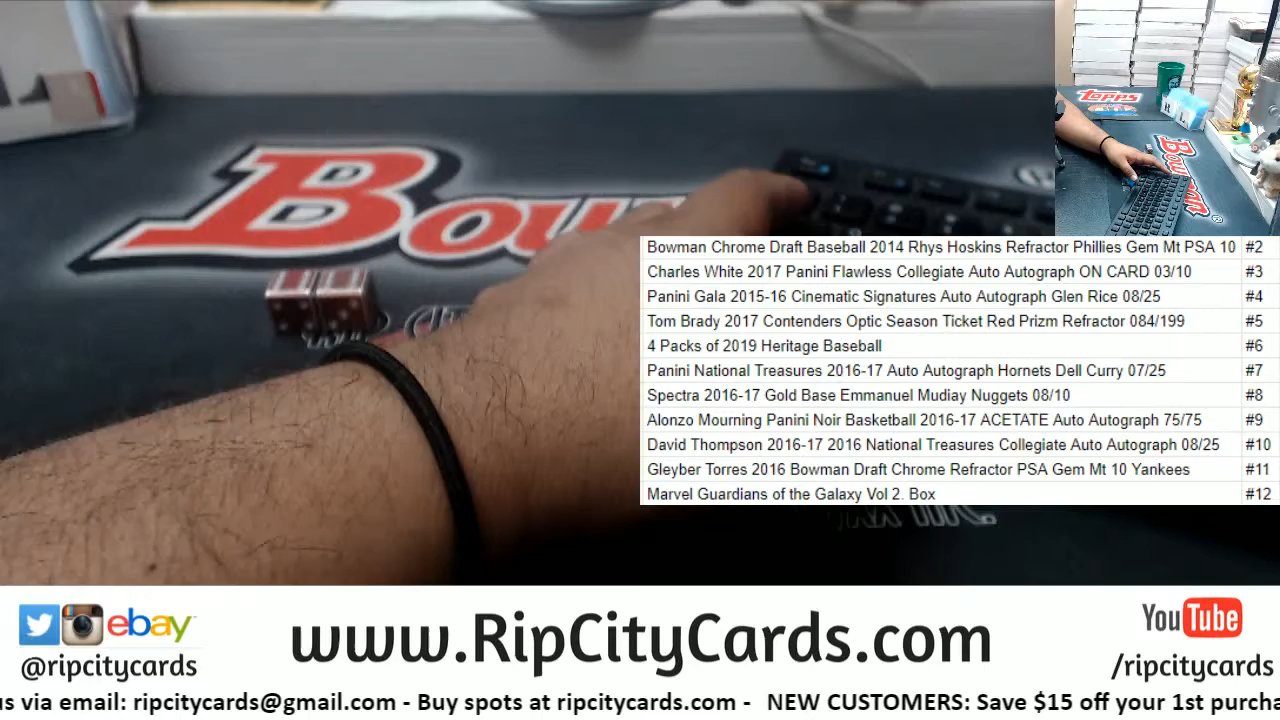 Bou
TOPPS
Bowman
Bowman Chrome Draft Baseball 2014 Rhys Hoskins Refractor Phillies Gem Mt PSA 10 #2
Charles White 2017 Panini Flawless Collegiate Auto Autograph ON CARD 03/10 #3
Panini Gala 2015-16 Cinematic Signatures Auto Autograph Glen Rice 08/25 #4
Tom Brady 2017 Contenders Optic Season Ticket Red Prizm Refractor 084/199 #5
4 Packs of 2019 Heritage Baseball #6
Panini National Treasures 2016-17 Auto Autograph Hornets Dell Curry 07/25 #7
Spectra 2016-17 Gold Base Emmanuel Mudiay Nuggets 08/10 #8
Alonzo Mourning Panini Noir Basketball 2016-17 ACETATE Auto Autograph 75/75 #9
David Thompson 2016-17 2016 National Treasures Collegiate Auto Autograph 08/25 #10
Gleyber Torres 2016 Bowman Draft Chrome Refractor PSA Gem Mt 10 Yankees #11
Marvel Guardians of the Galaxy Vol 2. Box #12
ebay
@ripcitycards
www.RipCityCards.com
YouTube
/ripcitycards
us via email: ripcitycards@gmail.com - Buy spots at ripcitycards.com - NEW CUSTOMERS: Save $15 off your 1st purcha